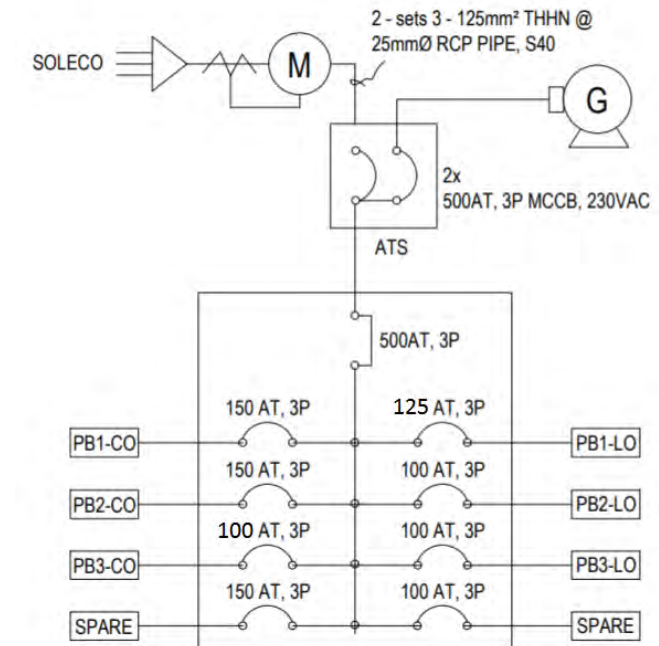 2 - sets 3 - 125mm² THHN @
25mmØ RCP PIPE, S40
SOLECO
M
G
2x
500AT, 3P MCCB, 230VAC
ATS
500AT, 3P
150 AT, 3P
125 AT, 3P
PB1-CO
PB1-LO
150 AT, 3P
100 AT, 3P
PB2-CO
PB2-LO
100 AT, 3P
100 AT, 3P
PB3-CO
PB3-LO
150 AT, 3P
100 AT, 3P
SPARE
SPARE